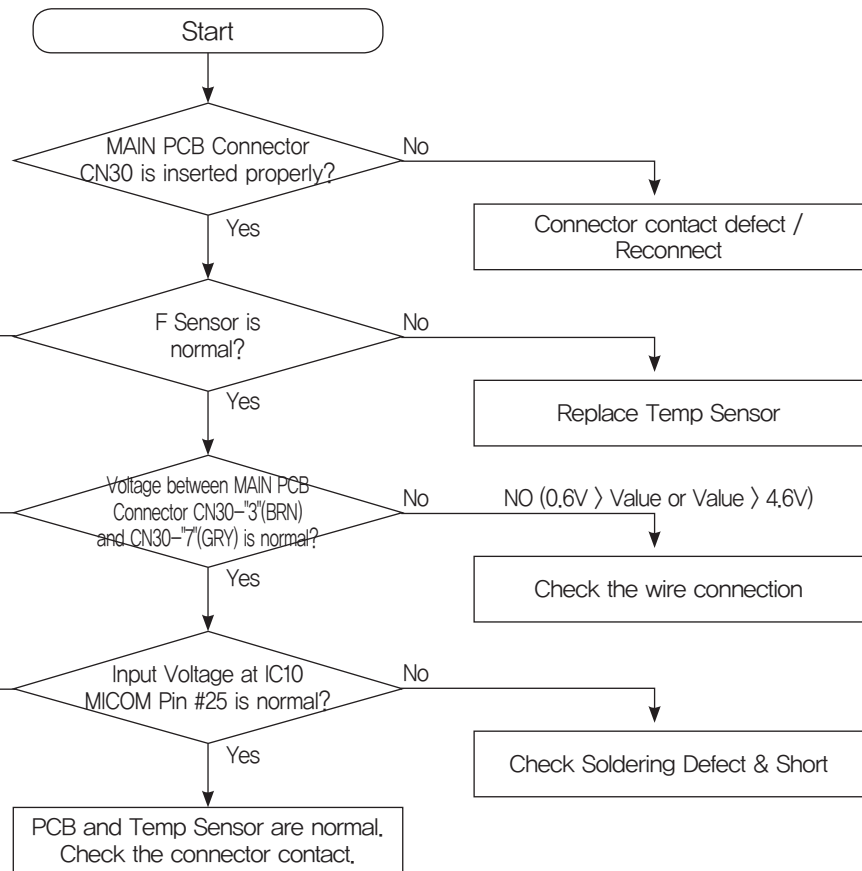 Start
MAIN PCB Connector
CN30 is inserted properly?
No
Connector contact defect /
Reconnect
Yes
F Sensor is
normal?
No
Replace Temp Sensor
Yes
Voltage between MAIN PCB
Connector CN30-"3"(BRN)
and CN30-"7"(GRY) is normal?
No
NO (0.6V > Value or Value > 4.6V)
Check the wire connection
Yes
Input Voltage at IC10
MICOM Pin #25 is normal?
No
Check Soldering Defect & Short
Yes
PCB and Temp Sensor are normal.
Check the connector contact.